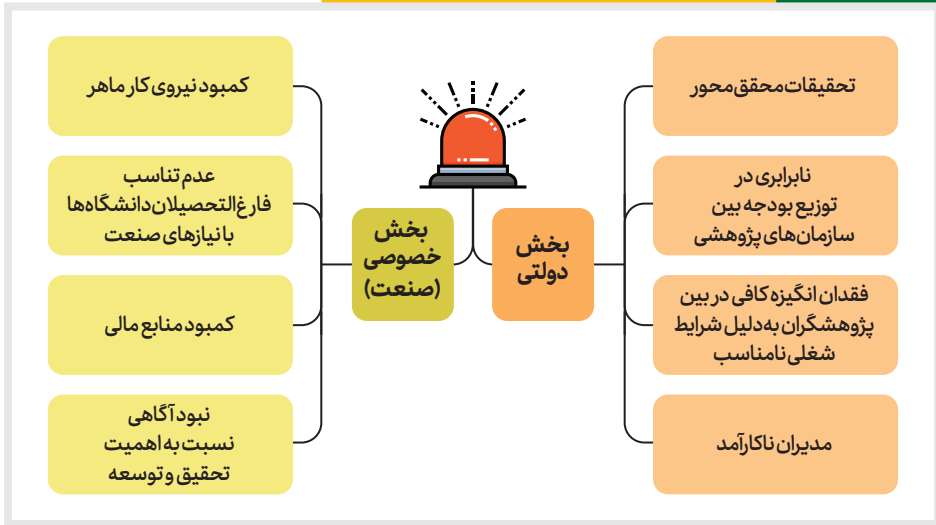 بخش
دولتی
تحقیقات محقق‌محور
نابرابری در
توزیع بودجه بین
سازمان‌های پژوهشی
فقدان انگیزه کافی در بین
پژوهشگران به‌دلیل شرایط
شغلی نامناسب
مدیران ناکارآمد
بخش
خصوصی
(صنعت)
کمبود نیروی کار ماهر
عدم تناسب
فارغ‌التحصیلان دانشگاه‌ها
با نیازهای صنعت
کمبود منابع مالی
نبود آگاهی
نسبت به اهمیت
تحقیق و توسعه